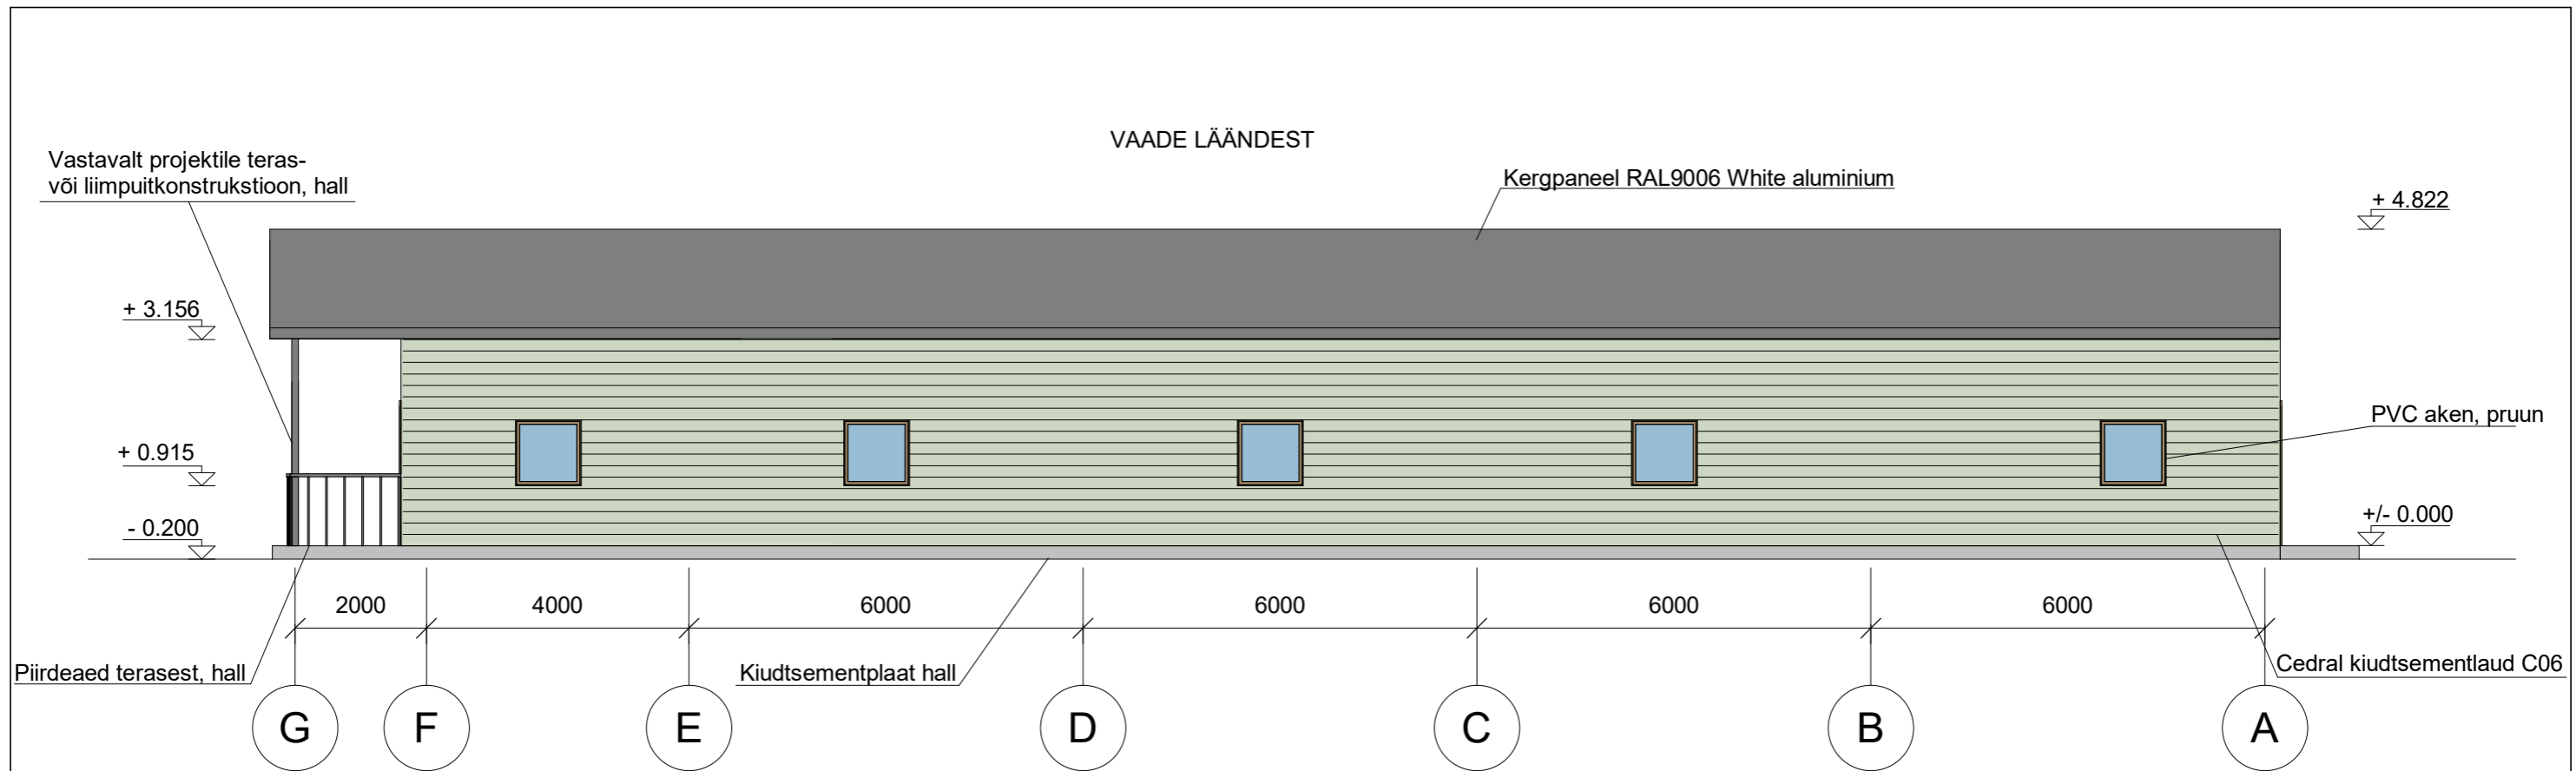 VAADE LÄÄNDEST
Vastavalt projektile teras-
või liimpuitkonstrukstioon, hall
Kergpaneel RAL9006 White aluminium
+ 4.822
+ 3.156
PVC aken, pruun
+ 0.915
- 0.200
+/- 0.000
2000 4000 6000 6000 6000 6000
Piirdeaed terasest, hall
Kiudtsementplaat hall
Cedral kiudtsementlaud C06
G F E D C B A